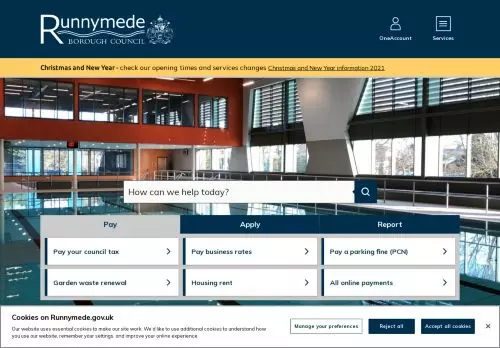 Runnymede
BOROUGH COUNCIL
OneAccount
Services
Christmas and New Year - check our opening times and services changes Christmas and New Year information 2021
How can we help today?
Pay
Apply
Report
Pay your council tax
Pay business rates
Pay a parking fine (PCN)
Garden waste renewal
Housing rent
All online payments
Cookies on Runnymede.gov.uk
Our website uses essential cookies to make our site work. We'd like to use additional cookies to understand how
you use our website, remember your settings, and improve your online experience.
Manage your preferences
Reject all
Accept all cookies